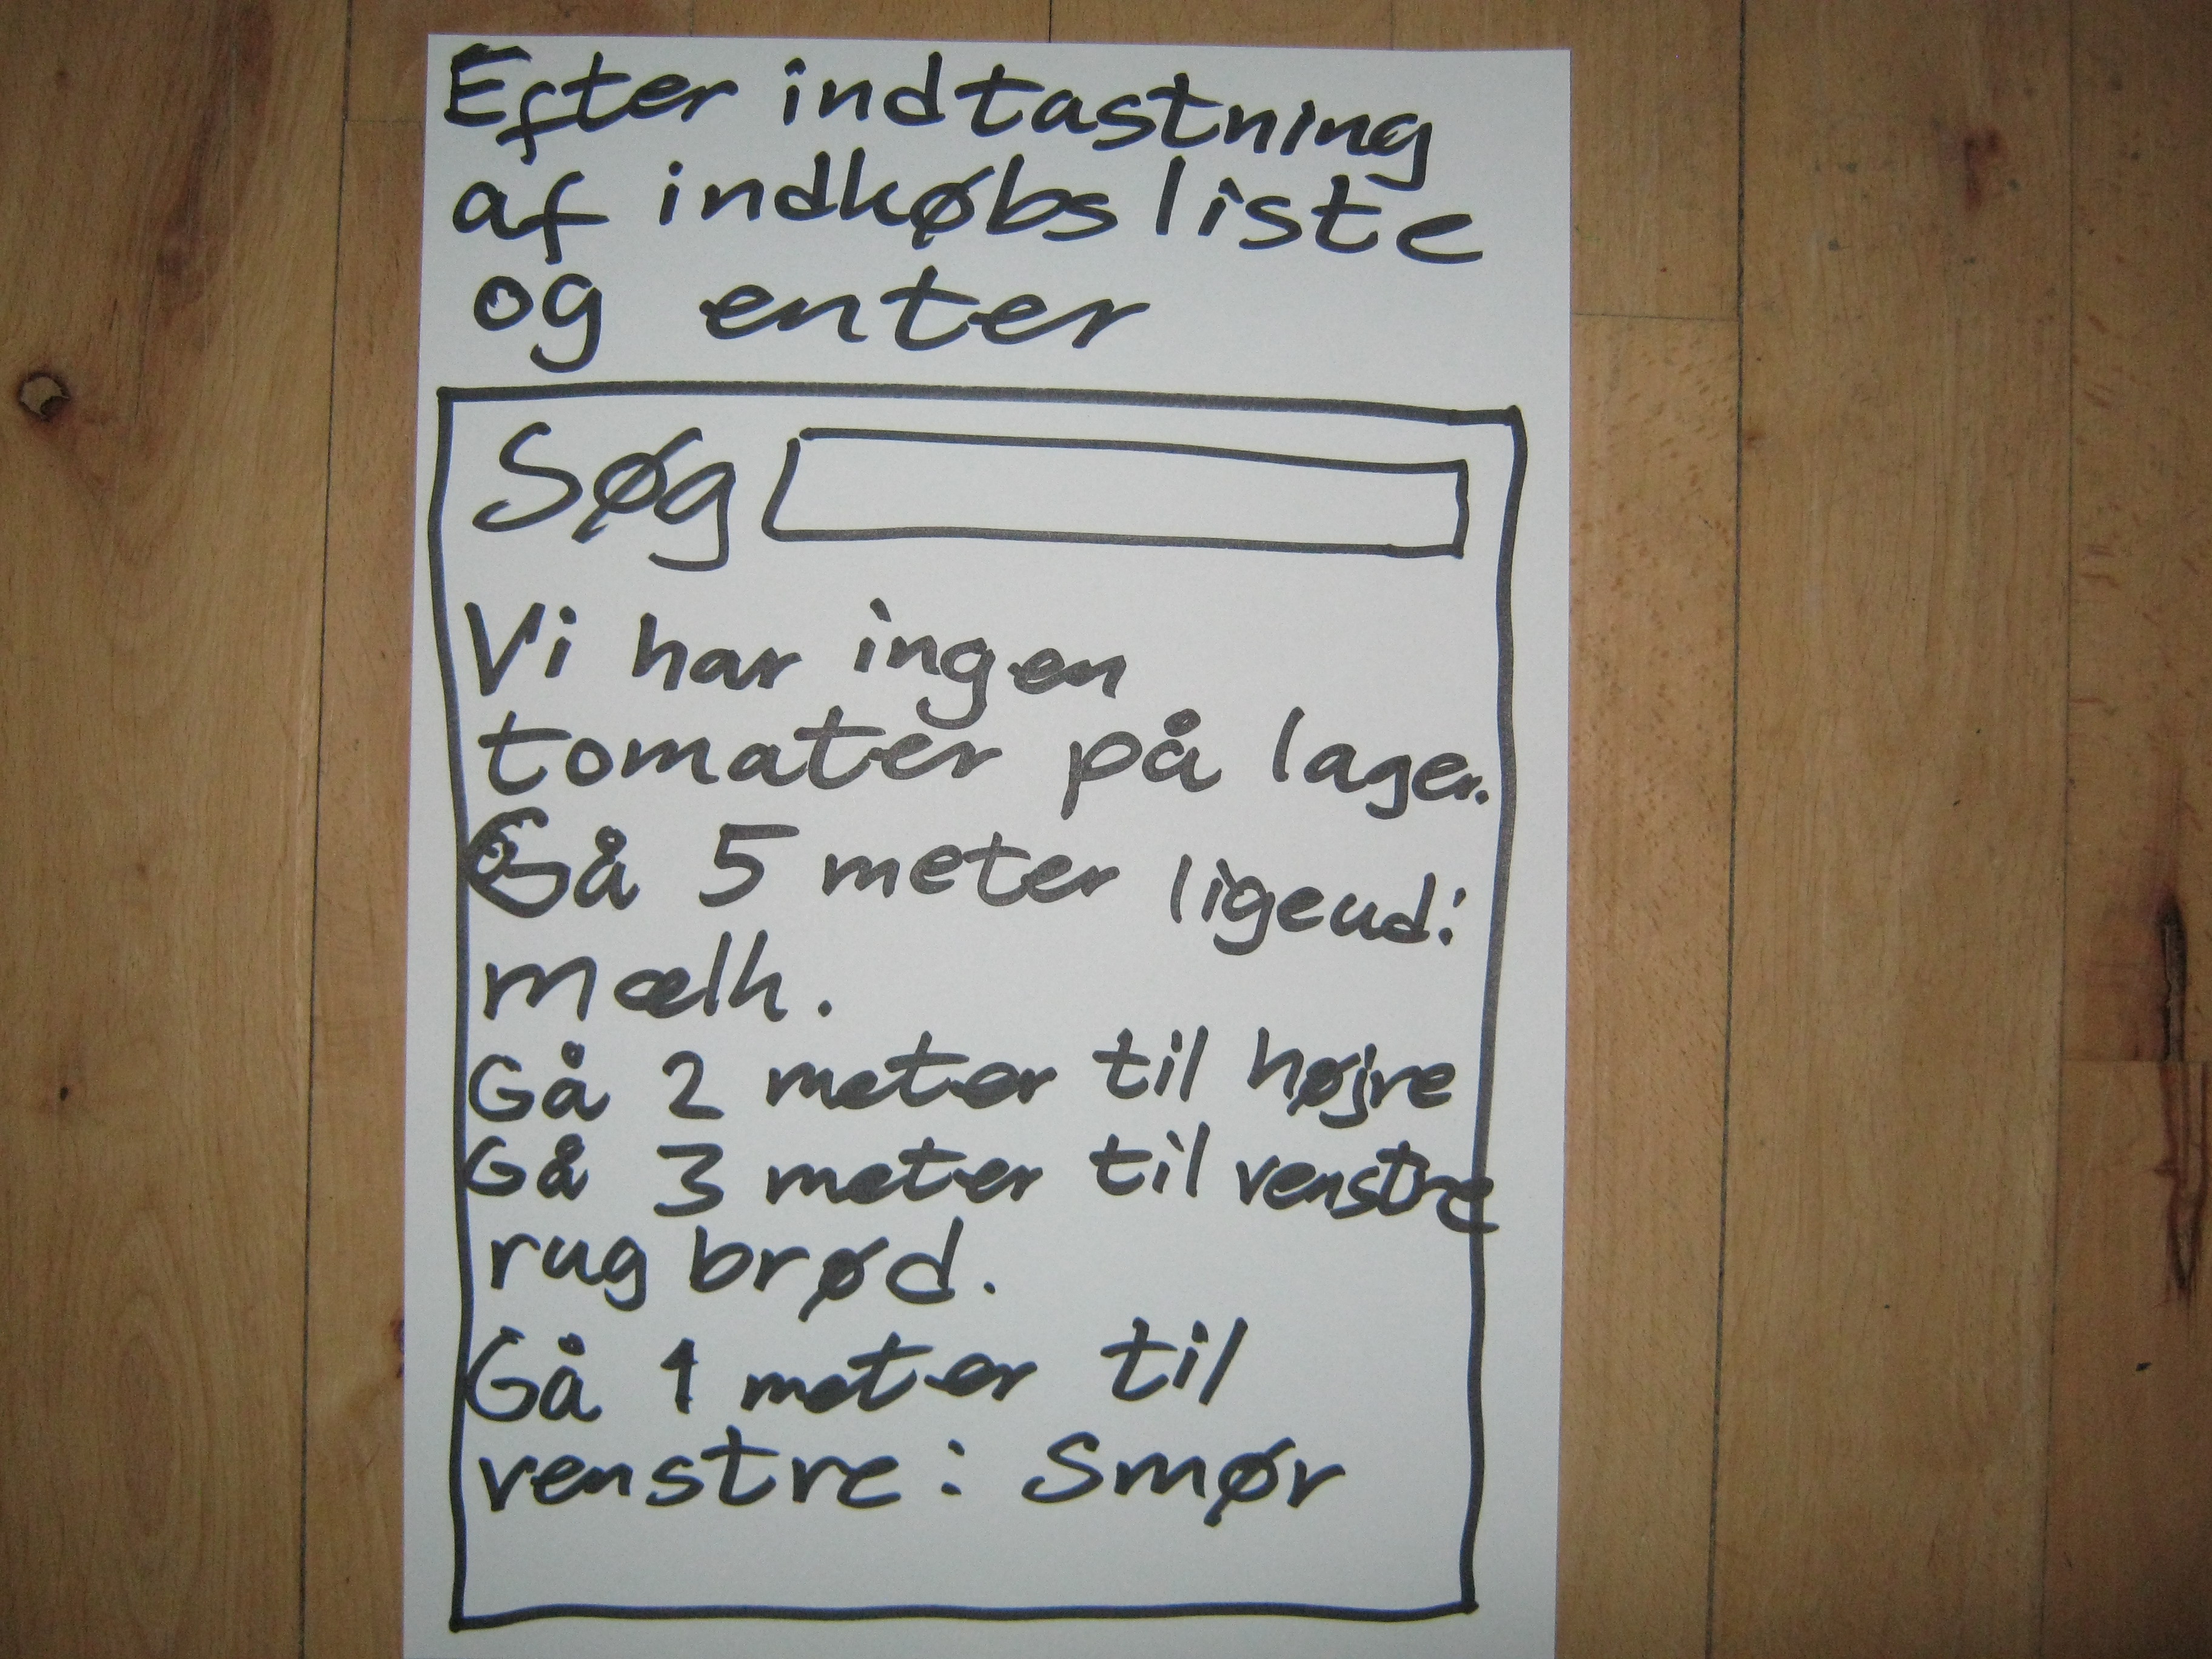 Efter indtastning
af indkøbsliste
og enter
Søg
Vi har ingen
tomater på lager.
Gå 5 meter ligeud:
mælk.
Gå 2 meter til højre
Gå 3 meter til venstre
rugbrød.
Gå 1 meter til
venstre: Smør